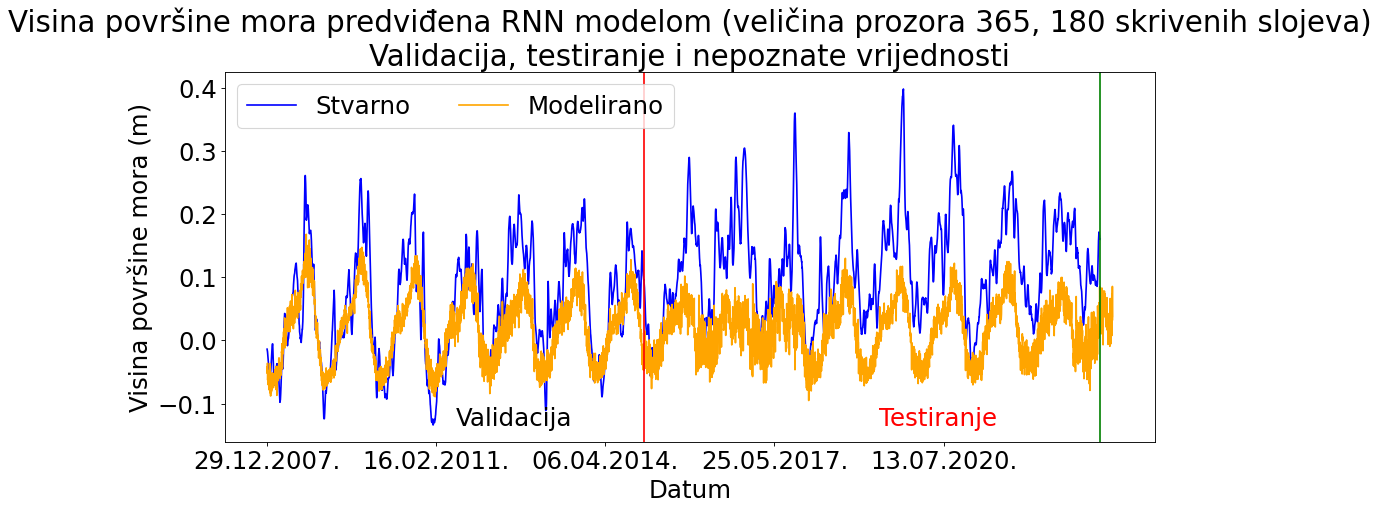 Visina površine mora predviđena RNN modelom (veličina prozora 365, 180 skrivenih slojeva)
Validacija, testiranje i nepoznate vrijednosti
Stvarno
Modelirano
Visina površine mora (m)
0.4
0.3
0.2
0.1
0.0
−0.1
Validacija
Testiranje
29.12.2007.
16.02.2011.
06.04.2014.
25.05.2017.
13.07.2020.
Datum